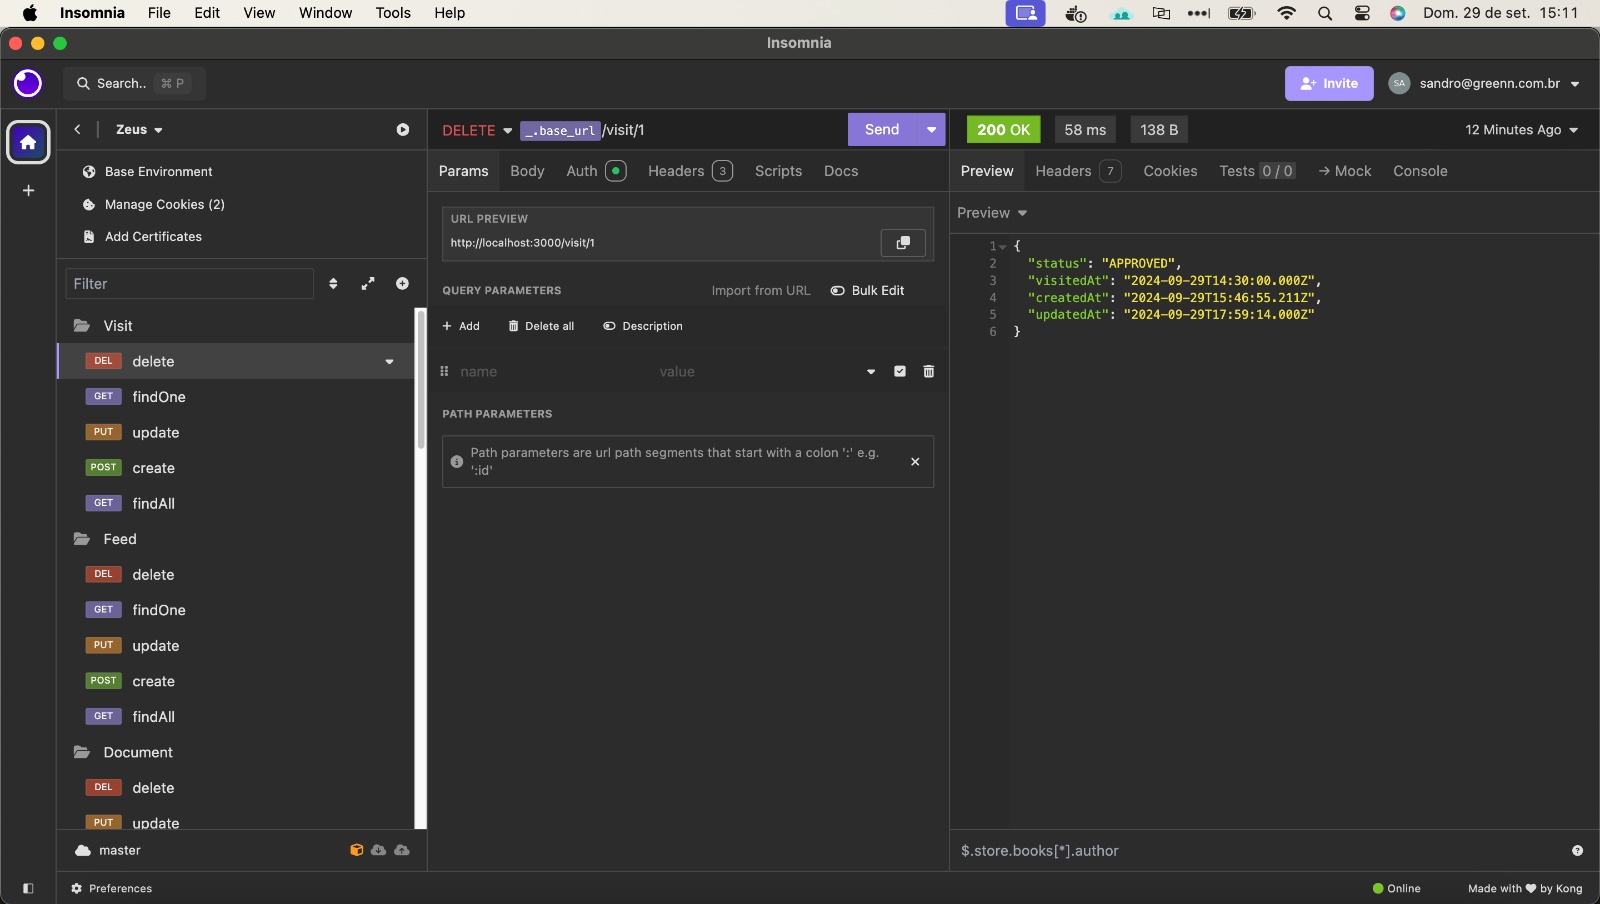 Insomnia File Edit View Window Tools Help
Dom. 29 de set. 15:11
Insomnia
Search.. ⌘ P
Invite
SA sandro@greenn.com.br
Zeus
Base Environment
Manage Cookies (2)
Add Certificates
Filter
Visit
DEL delete
GET findOne
PUT update
POST create
GET findAll
Feed
DEL delete
GET findOne
PUT update
POST create
GET findAll
Document
DEL delete
PUT update
master
Preferences
DELETE _.base_url/visit/1
Send
Params Body Auth Headers 3 Scripts Docs
URL PREVIEW
http://localhost:3000/visit/1
QUERY PARAMETERS Import from URL Bulk Edit
+ Add Delete all Description
name value
PATH PARAMETERS
Path parameters are url path segments that start with a colon ':' e.g.
':id'
200 OK 58 ms 138 B 12 Minutes Ago
Preview Headers 7 Cookies Tests 0 / 0 → Mock Console
Preview
1 {
2 "status": "APPROVED",
3 "visitedAt": "2024-09-29T14:30:00.000Z",
4 "createdAt": "2024-09-29T15:46:55.211Z",
5 "updatedAt": "2024-09-29T17:59:14.000Z"
6 }
$.store.books[*].author
Online
Made with ♥ by Kong